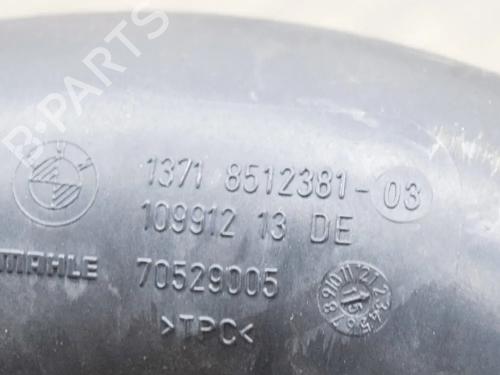 B-PARTS
1371 8512381-03
109912 13 DE
MAHLE 70529005
>TPC<